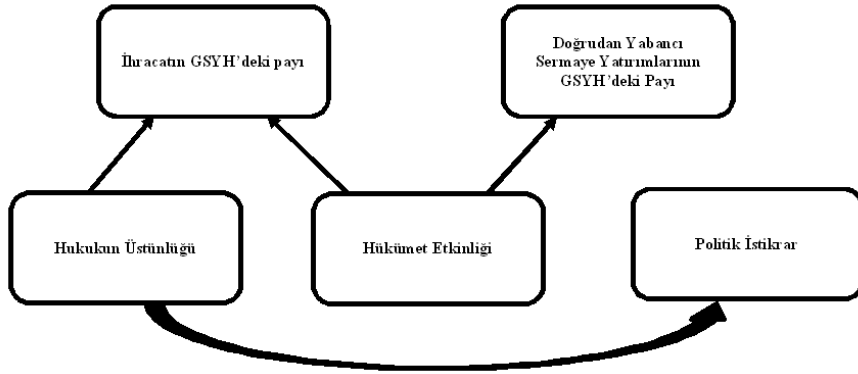 İhracatın GSYH'deki payı
Doğrudan Yabancı
Sermaye Yatırımlarının
GSYH'deki Payı
Hukukun Üstünlüğü
Hükümet Etkinliği
Politik İstikrar